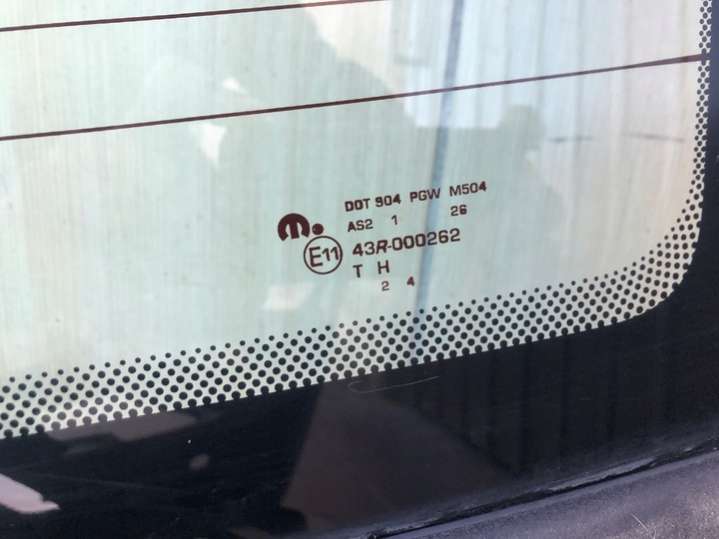 DOT 904 PGW M504
AS2 1 26
m.
E11 43R-000262
T H
2 4